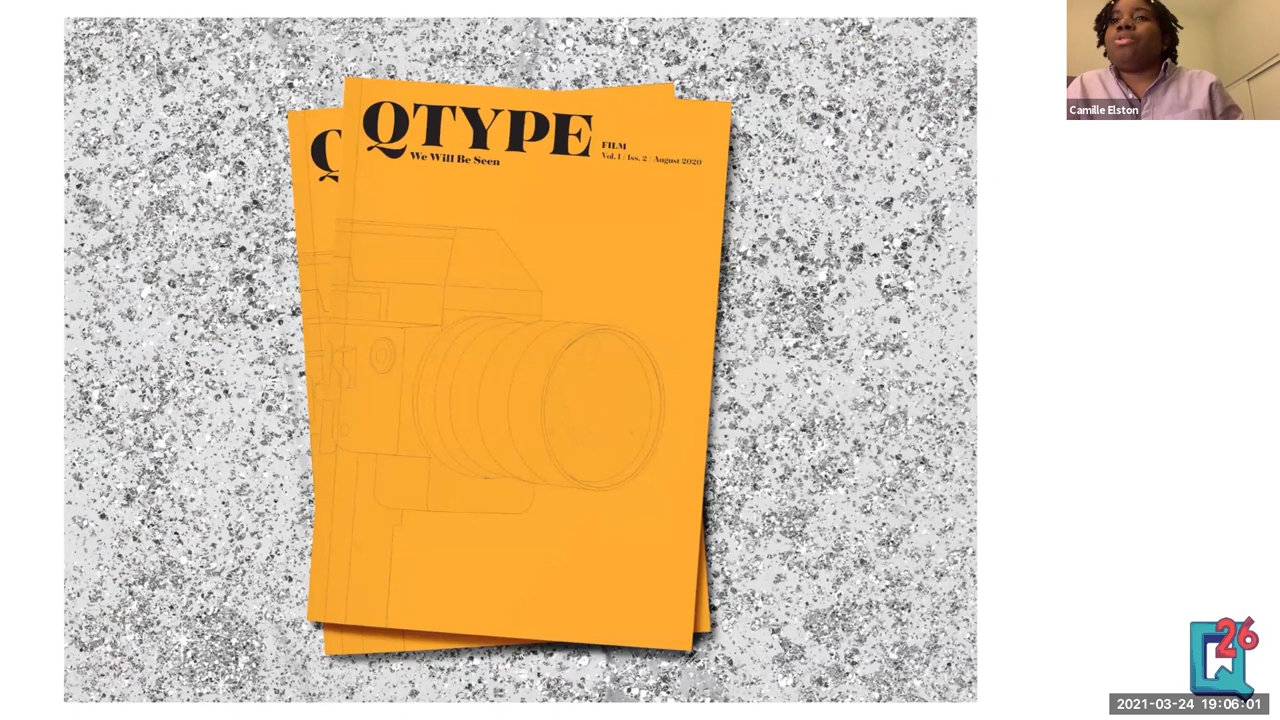 QTYPE
We Will Be Seen
FILM
Vol. 1 / Iss. 2 / August 2020
Q
Camille Elston
26
2021-03-24 19:06:01